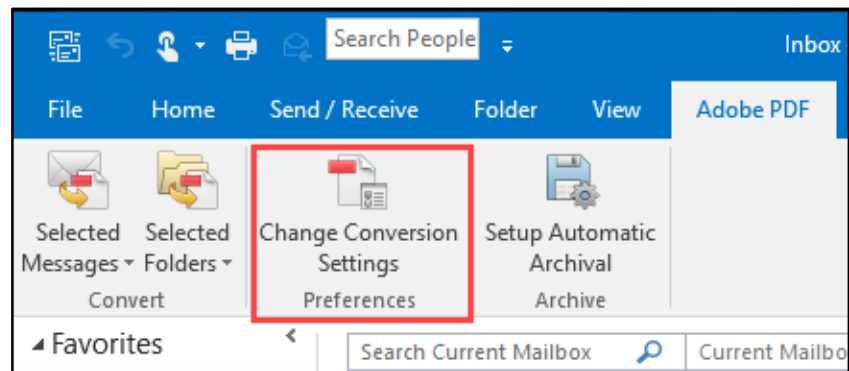 Search People
Inbox
File Home Send / Receive Folder View Adobe PDF
Selected Selected Change Conversion Setup Automatic
Messages Folders Settings Archival
Convert Preferences Archive
Favorites
Search Current Mailbox Current Mailbo